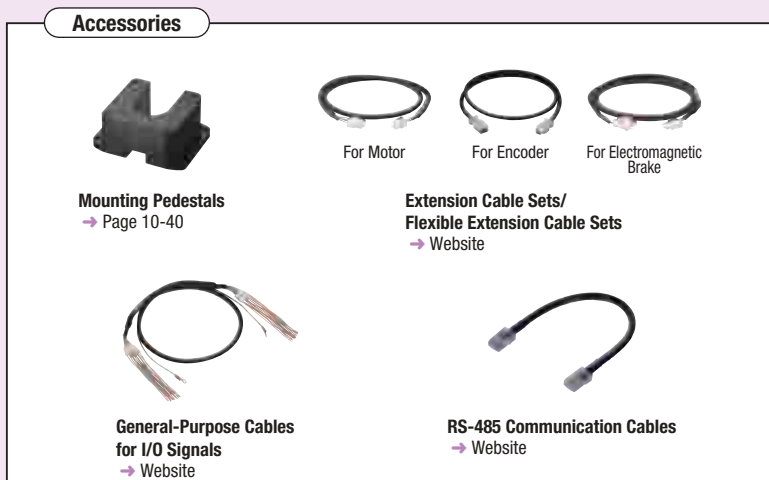 Accessories
For Motor
For Encoder
For Electromagnetic
Brake
Mounting Pedestals
→ Page 10-40
Extension Cable Sets/
Flexible Extension Cable Sets
→ Website
General-Purpose Cables
for I/O Signals
→ Website
RS-485 Communication Cables
→ Website